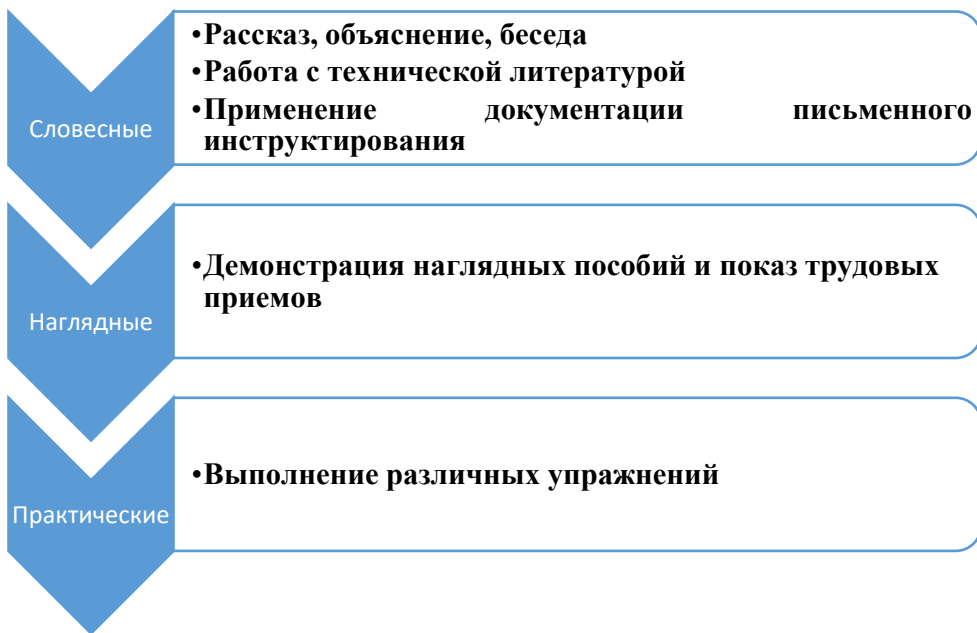 Словесные
•Рассказ, объяснение, беседа
•Работа с технической литературой
•Применение документации письменного
инструктирования
Наглядные
•Демонстрация наглядных пособий и показ трудовых
приемов
Практические
•Выполнение различных упражнений